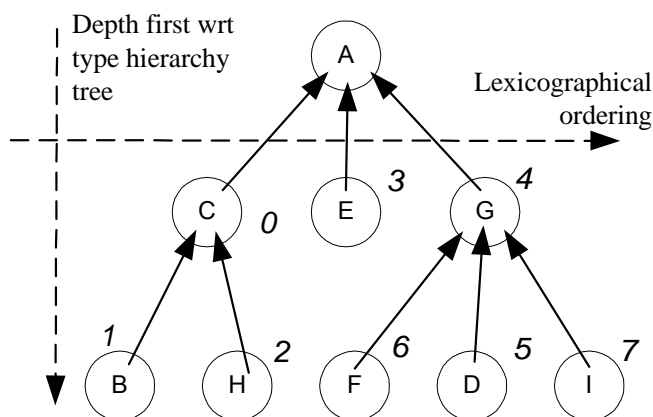 Depth first wrt
type hierarchy
tree
A
Lexicographical
ordering
C
0
E
3
G
4
1
B
H
2
F
6
D
5
I
7